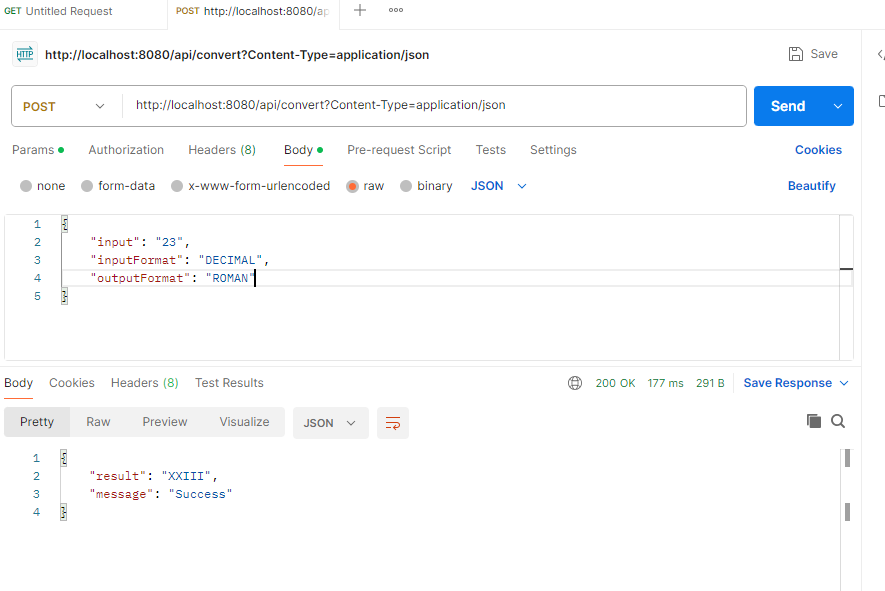 GET Untitled Request POST http://localhost:8080/ap
HTTP http://localhost:8080/api/convert?Content-Type=application/json Save
POST http://localhost:8080/api/convert?Content-Type=application/json Send
Params Authorization Headers (8) Body Pre-request Script Tests Settings Cookies
none form-data x-www-form-urlencoded raw binary JSON Beautify
1 {
2 "input": "23",
3 "inputFormat": "DECIMAL",
4 "outputFormat": "ROMAN"
5 }
Body Cookies Headers (8) Test Results 200 OK 177 ms 291 B Save Response
Pretty Raw Preview Visualize JSON
1 {
2 "result": "XXIII",
3 "message": "Success"
4 }